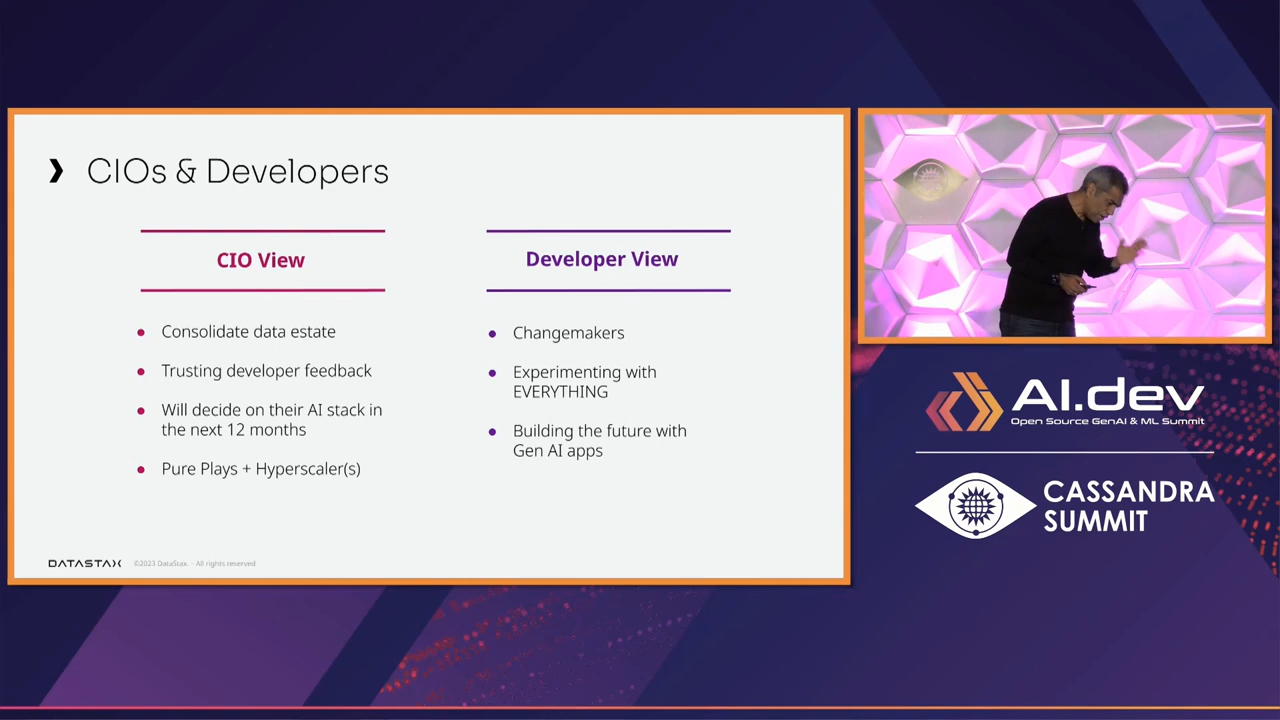 ❯ CIOs & Developers
CIO View
Consolidate data estate
Trusting developer feedback
Will decide on their AI stack in
the next 12 months
Pure Plays + Hyperscaler(s)
Developer View
Changemakers
Experimenting with
EVERYTHING
Building the future with
Gen AI apps
DATASTAX ©2023 DataStax. - All rights reserved
AI.dev
Open Source GenAI & ML Summit
CASSANDRA
SUMMIT